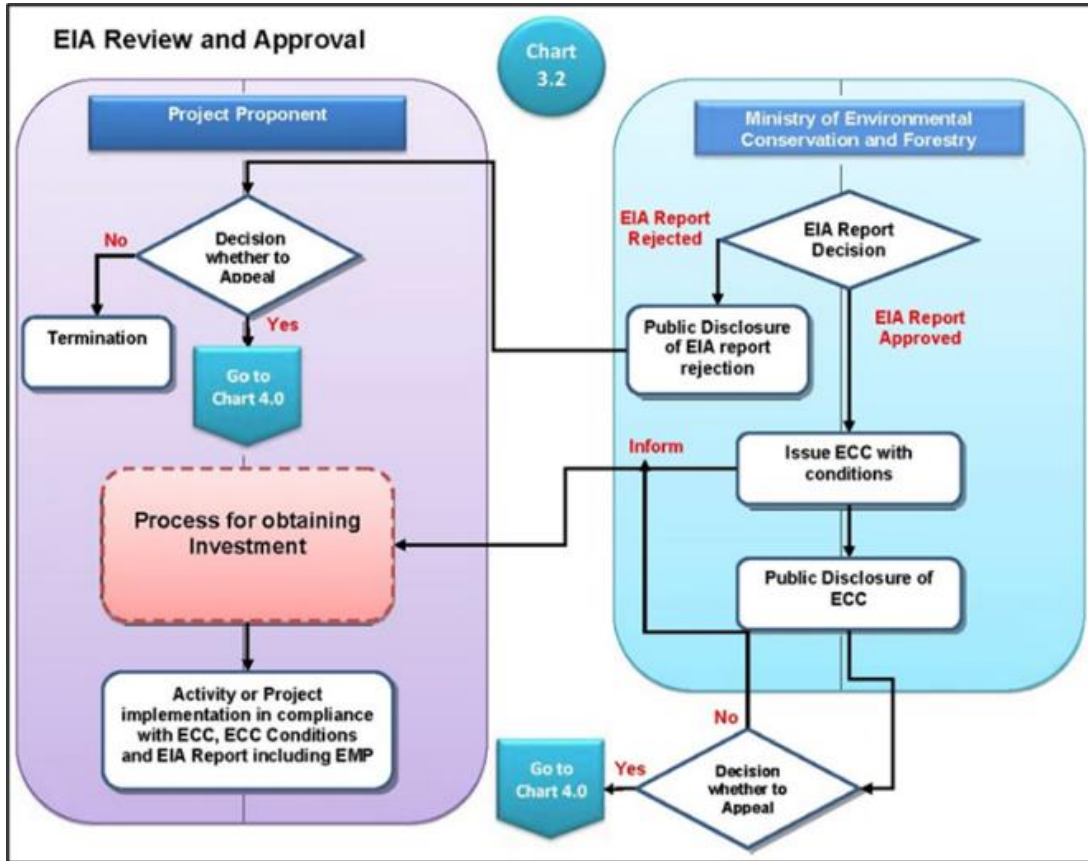 EIA Review and Approval
Chart
3.2
Project Proponent
Ministry of Environmental
Conservation and Forestry
No
Decision
whether to
Appeal
Yes
Termination
Go to
Chart 4.0
EIA Report
Rejected
EIA Report
Decision
Public Disclosure
of EIA report
rejection
EIA Report
Approved
Inform
Issue ECC with
conditions
Process for obtaining
Investment
Public Disclosure of
ECC
Activity or Project
implementation in compliance
with ECC, ECC Conditions
and EIA Report including EMP
No
Go to
Chart 4.0
Yes
Decision
whether to
Appeal